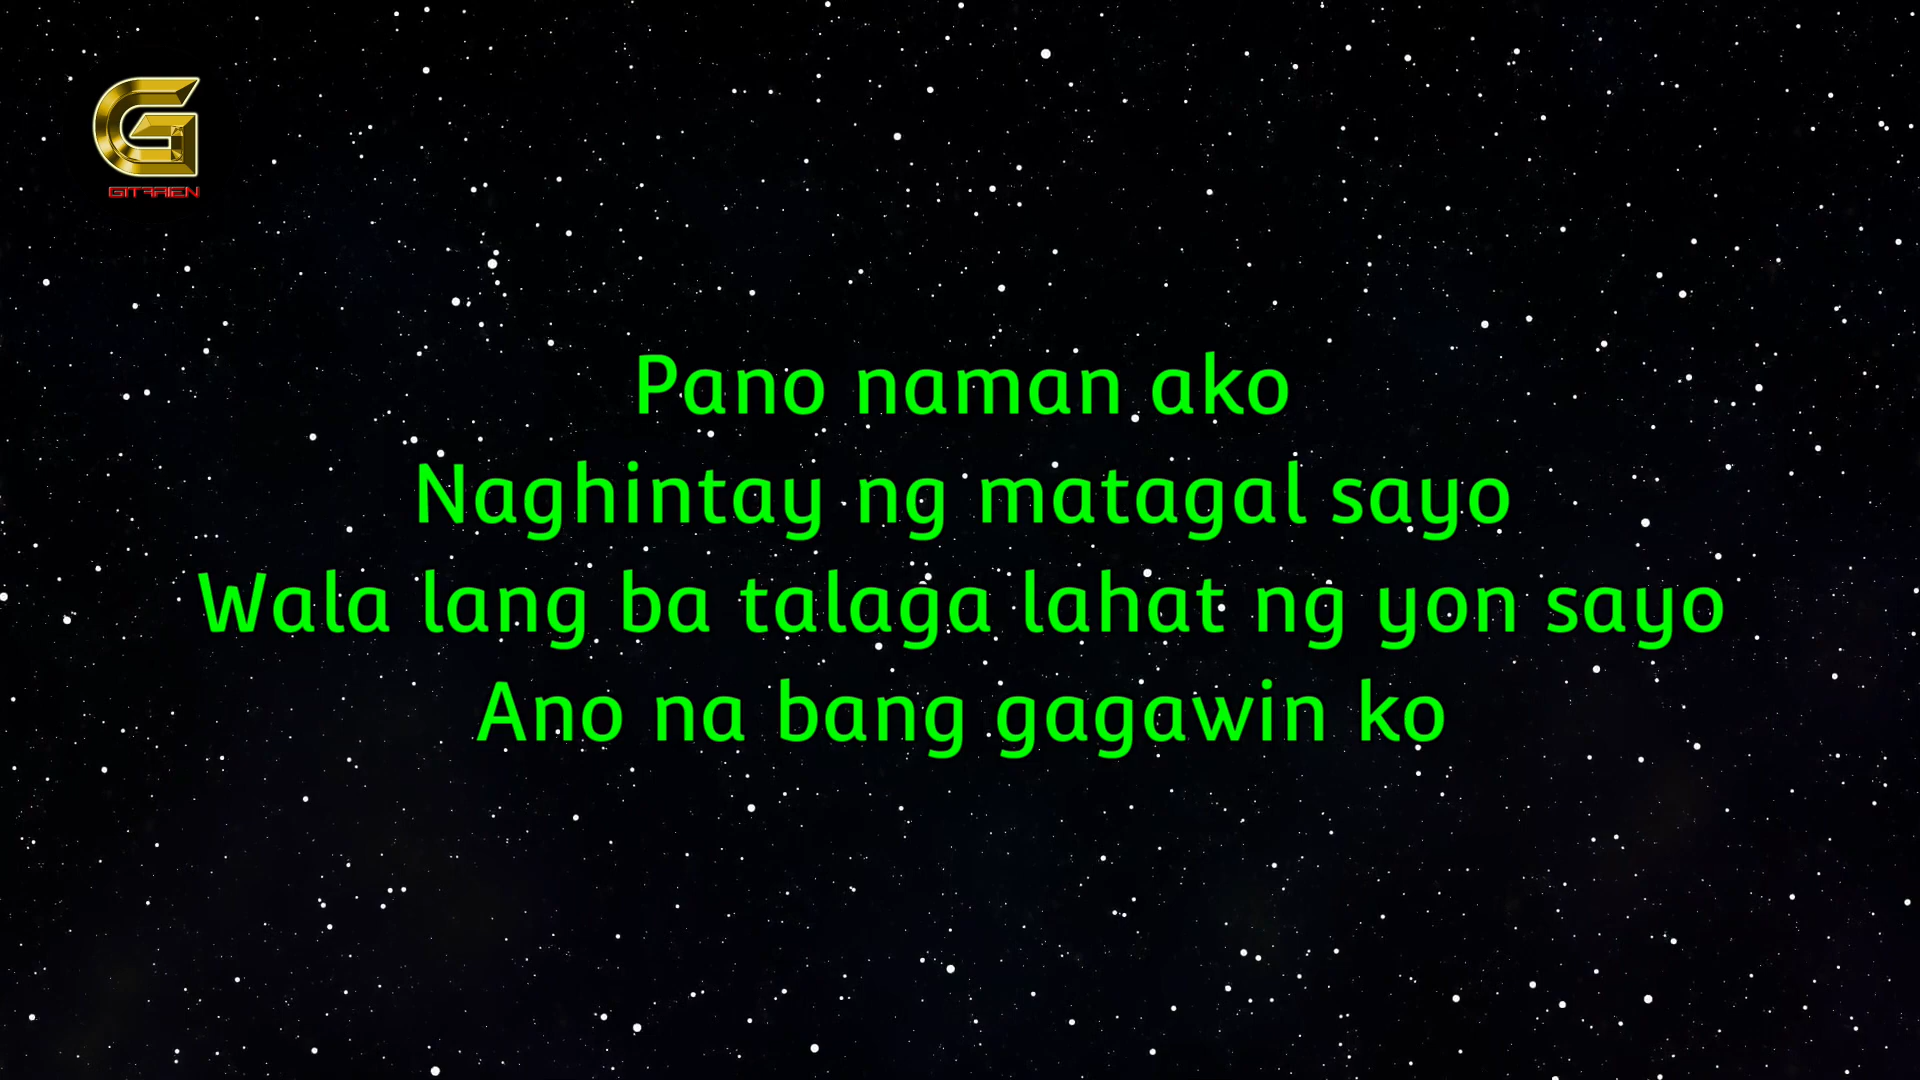 GITARIEN
Pano naman ako
Naghintay ng matagal sayo
Wala lang ba talaga lahat ng yon sayo
Ano na bang gagawin ko